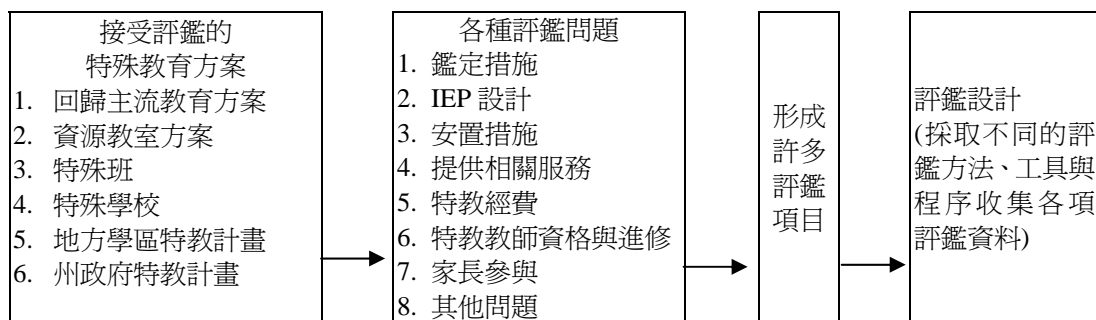 接受評鑑的
特殊教育方案
1. 回歸主流教育方案
2. 資源教室方案
3. 特殊班
4. 特殊學校
5. 地方學區特教計畫
6. 州政府特教計畫
各種評鑑問題
1. 鑑定措施
2. IEP 設計
3. 安置措施
4. 提供相關服務
5. 特教經費
6. 特教教師資格與進修
7. 家長參與
8. 其他問題
形成
許多
評鑑
項目
評鑑設計
(採取不同的評
鑑方法、工具與
程序收集各項
評鑑資料)